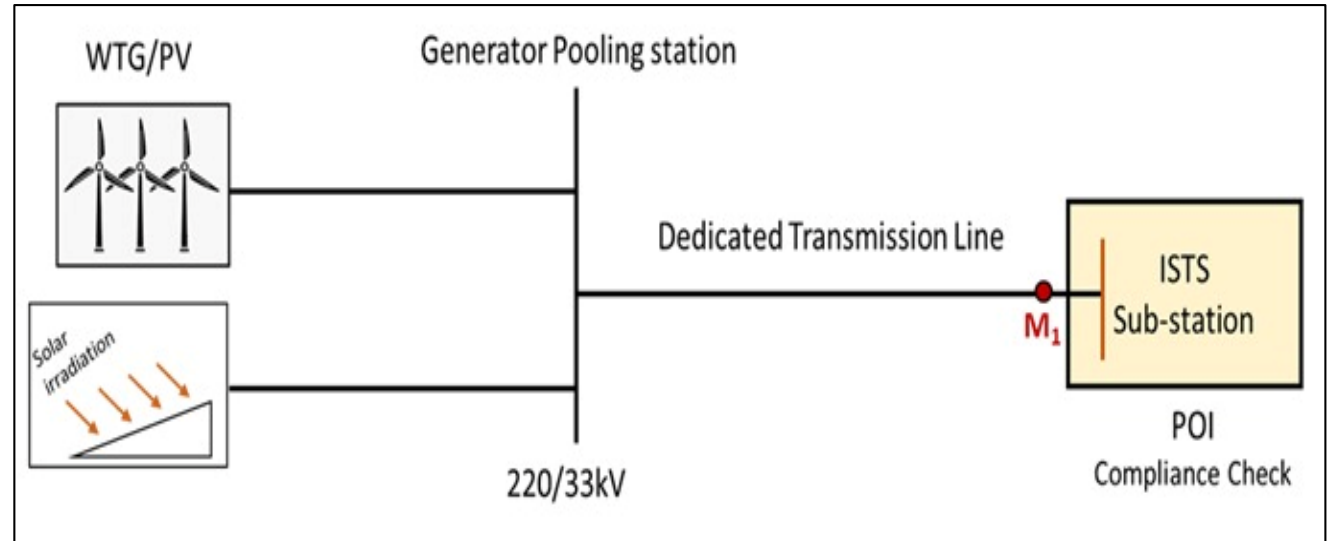 WTG/PV
Generator Pooling station
Dedicated Transmission Line
M₁
ISTS
Sub-station
Solar
irradiation
POI
Compliance Check
220/33kV